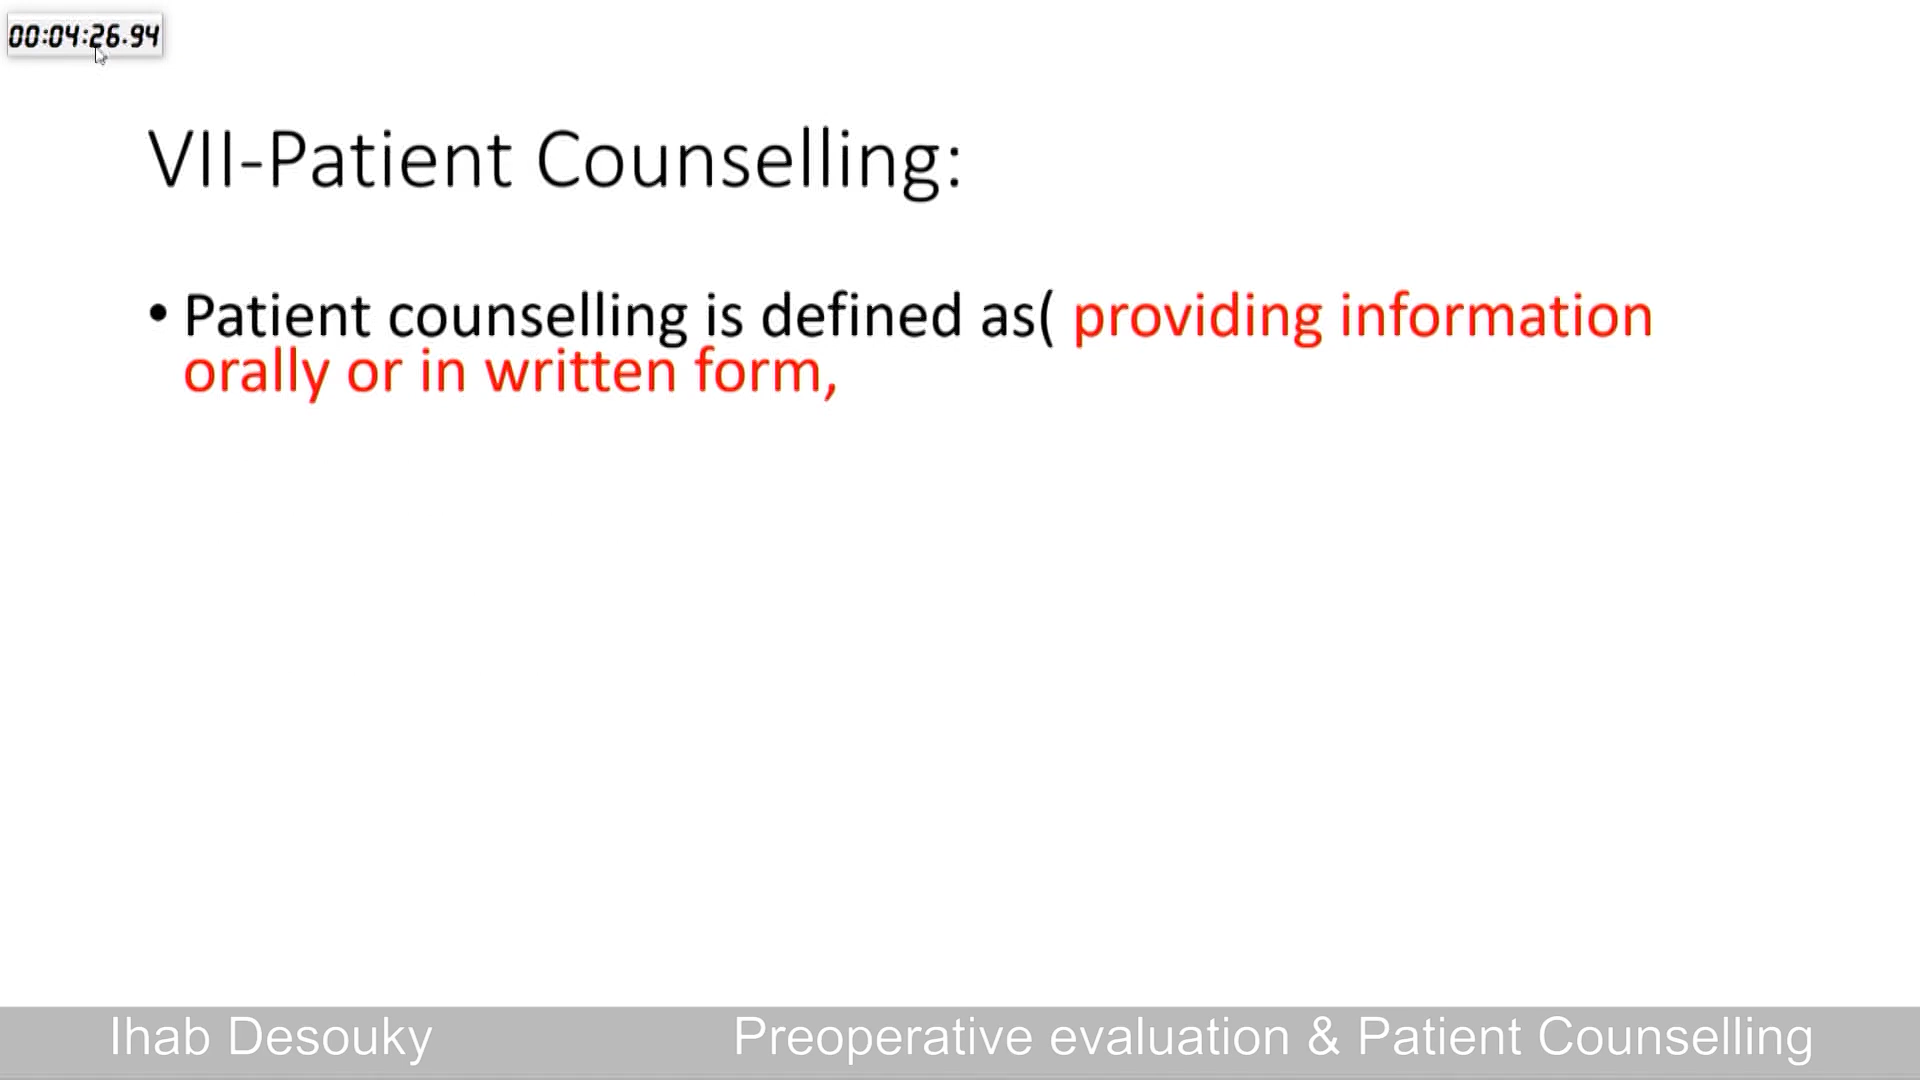 00:04:26.94
VII-Patient Counselling:
• Patient counselling is defined as( providing information
orally or in written form,
Ihab Desouky
Preoperative evaluation & Patient Counselling